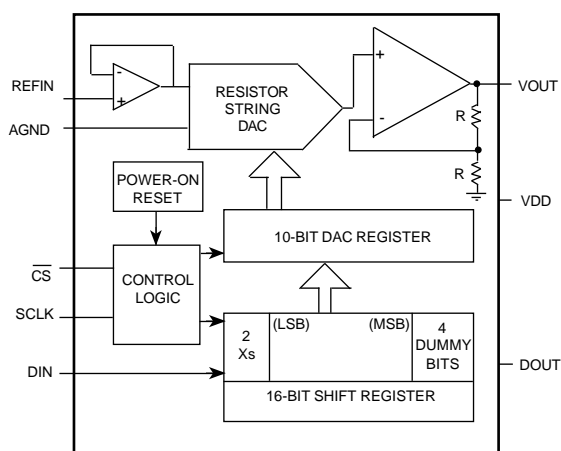 REFIN
AGND
-
+
RESISTOR
STRING
DAC
+
-
VOUT
R
R
VDD
POWER-ON
RESET
10-BIT DAC REGISTER
CS
SCLK
CONTROL
LOGIC
DIN
2
Xs
(LSB)
(MSB)
4
DUMMY
BITS
16-BIT SHIFT REGISTER
DOUT